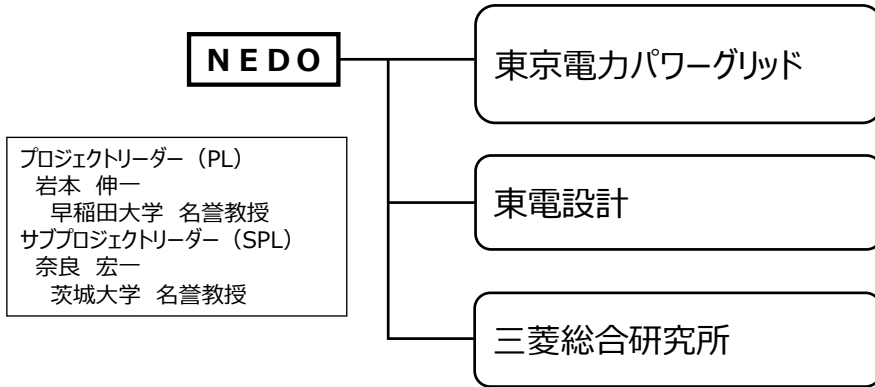 NEDO
東京電力パワーグリッド
プロジェクトリーダー（PL）
岩本 伸一
早稲田大学 名誉教授
サブプロジェクトリーダー（SPL）
奈良 宏一
茨城大学 名誉教授
東電設計
三菱総合研究所